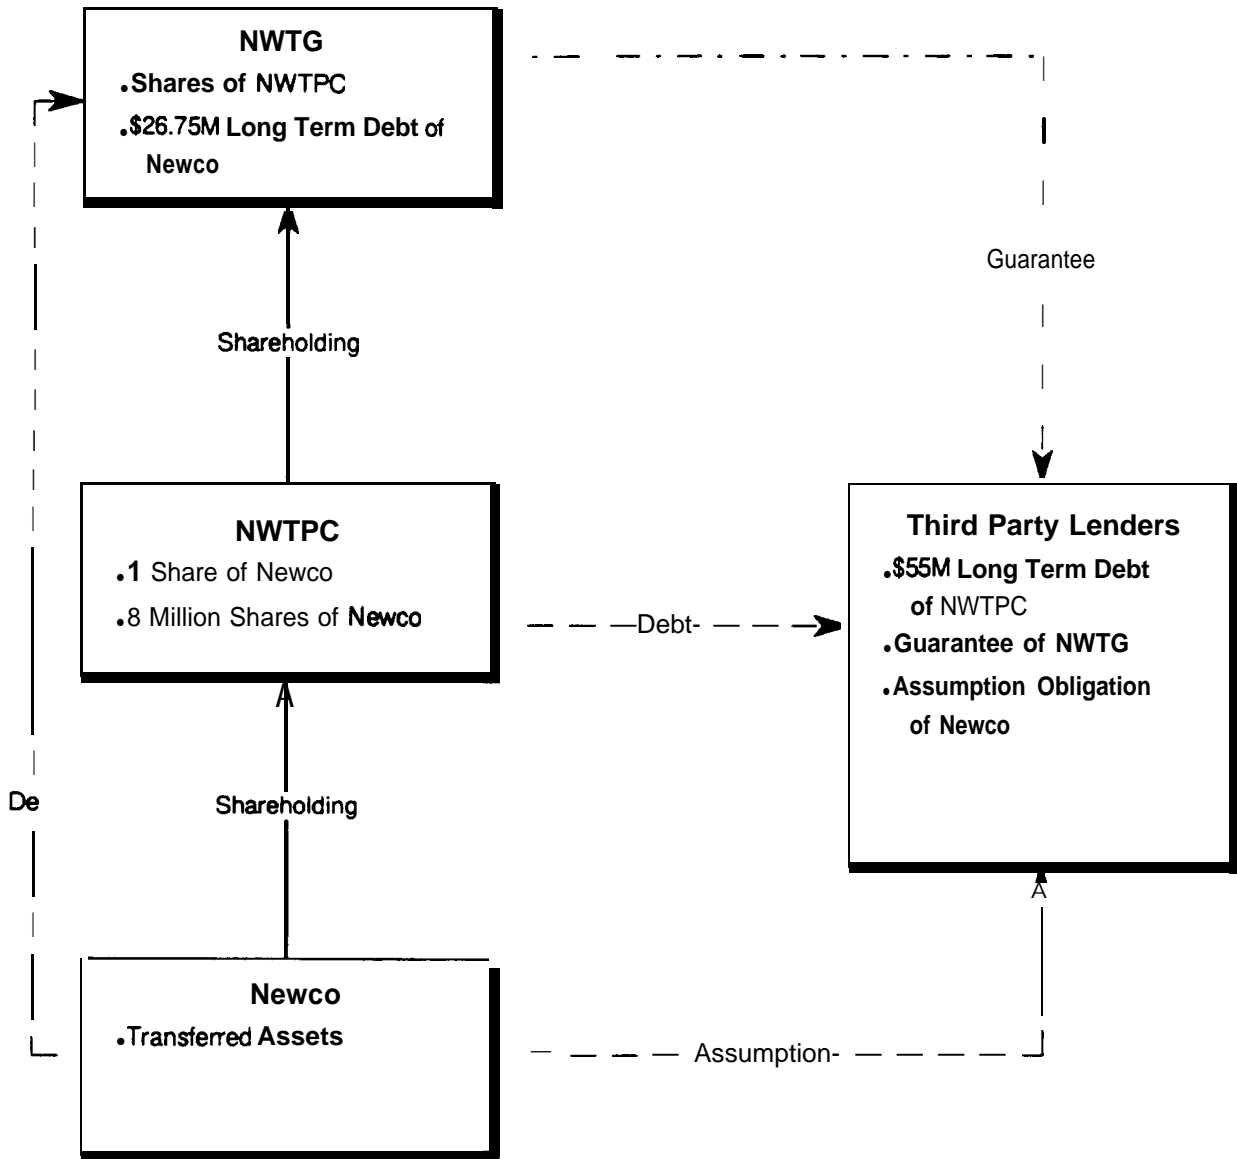 NWTG
.Shares of NWTPC
.$26.75M Long Term Debt of
Newco
Guarantee
Shareholding
NWTPC
.1 Share of Newco
.8 Million Shares of Newco
—Debt-
Third Party Lenders
.$55M Long Term Debt
of NWTPC
.Guarantee of NWTG
.Assumption Obligation
of Newco
De
Shareholding
Newco
.Transferred Assets
Assumption-